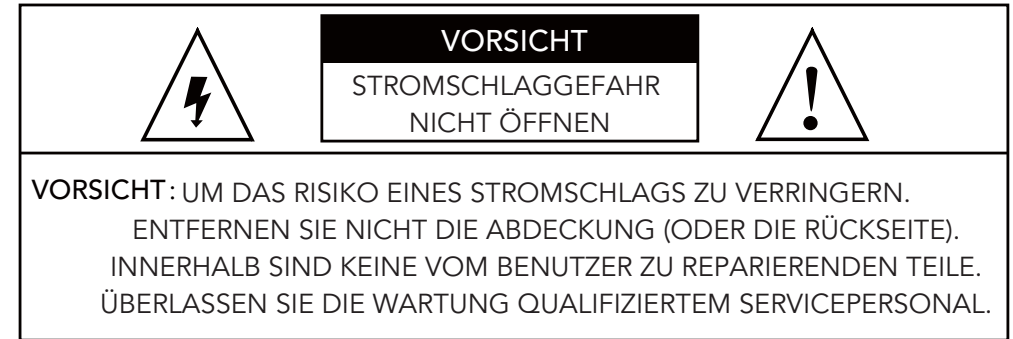 VORSICHT
STROMSCHLAGGEFAHR
NICHT ÖFFNEN
VORSICHT: UM DAS RISIKO EINES STROMSCHLAGS ZU VERRINGERN.
ENTFERNEN SIE NICHT DIE ABDECKUNG (ODER DIE RÜCKSEITE).
INNERHALB SIND KEINE VOM BENUTZER ZU REPARIERENDEN TEILE.
ÜBERLASSEN SIE DIE WARTUNG QUALIFIZIERTEM SERVICEPERSONAL.